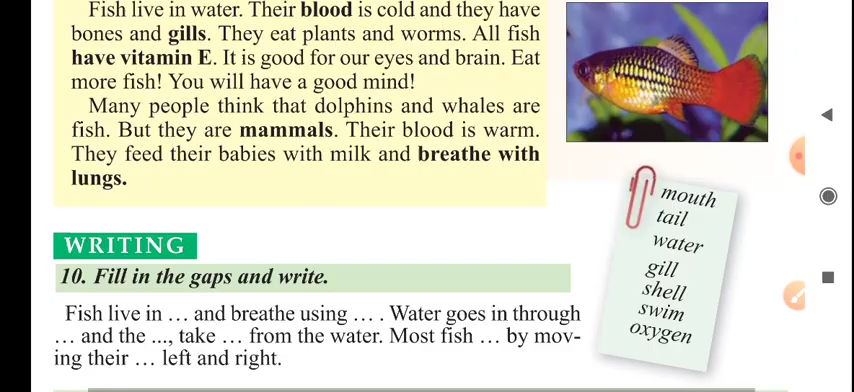 Fish live in water. Their blood is cold and they have
bones and gills. They eat plants and worms. All fish
have vitamin E. It is good for our eyes and brain. Eat
more fish! You will have a good mind!
Many people think that dolphins and whales are
fish. But they are mammals. Their blood is warm.
They feed their babies with milk and breathe with
lungs.
mouth
tail
water
gill
shell
swim
oxygen
WRITING
10. Fill in the gaps and write.
Fish live in … and breathe using … . Water goes in through
… and the ..., take … from the water. Most fish … by mov-
ing their … left and right.